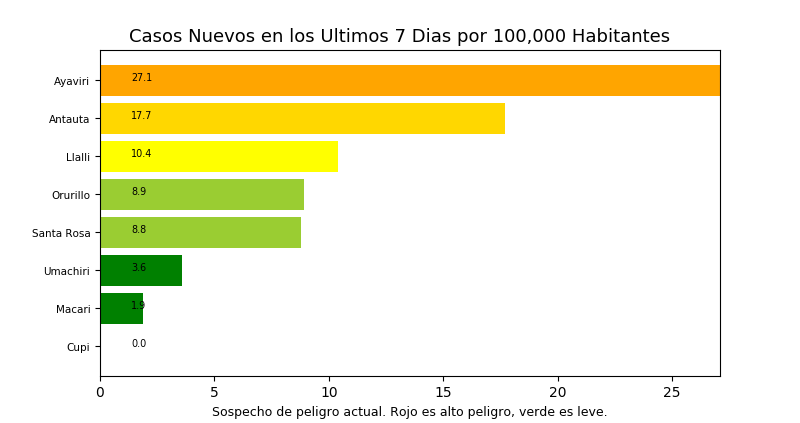 Casos Nuevos en los Ultimos 7 Dias por 100,000 Habitantes
Ayaviri 27.1
Antauta 17.7
Llalli 10.4
Orurillo 8.9
Santa Rosa 8.8
Umachiri 3.6
Macari 1.9
Cupi 0.0
0 5 10 15 20 25
Sospecho de peligro actual. Rojo es alto peligro, verde es leve.